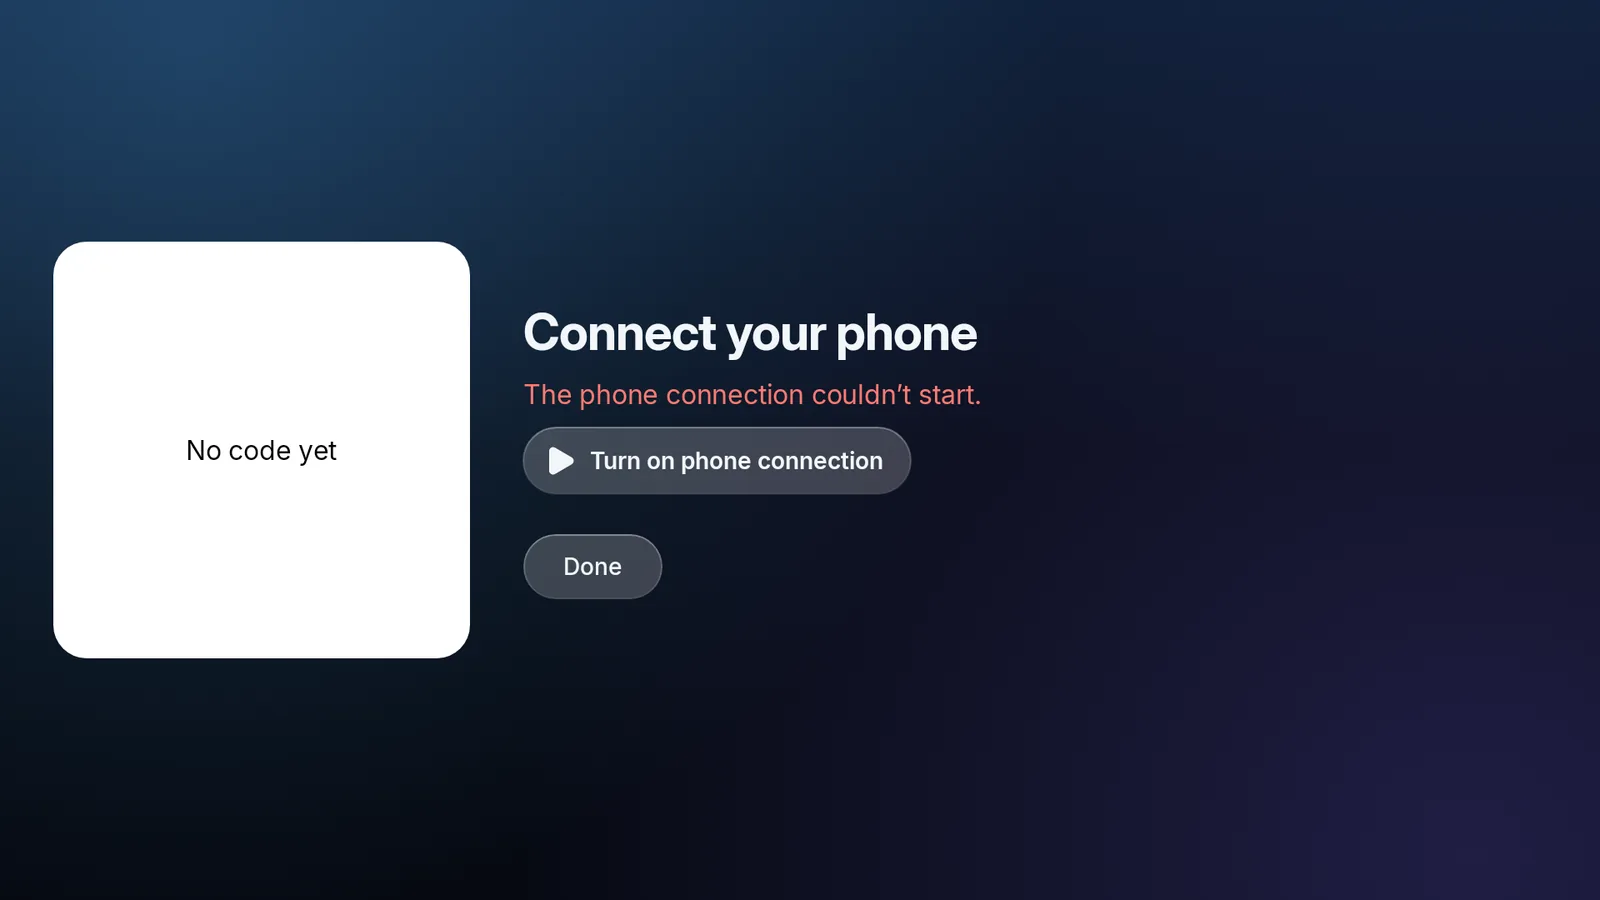 No code yet
Connect your phone
The phone connection couldn’t start.
Turn on phone connection
Done